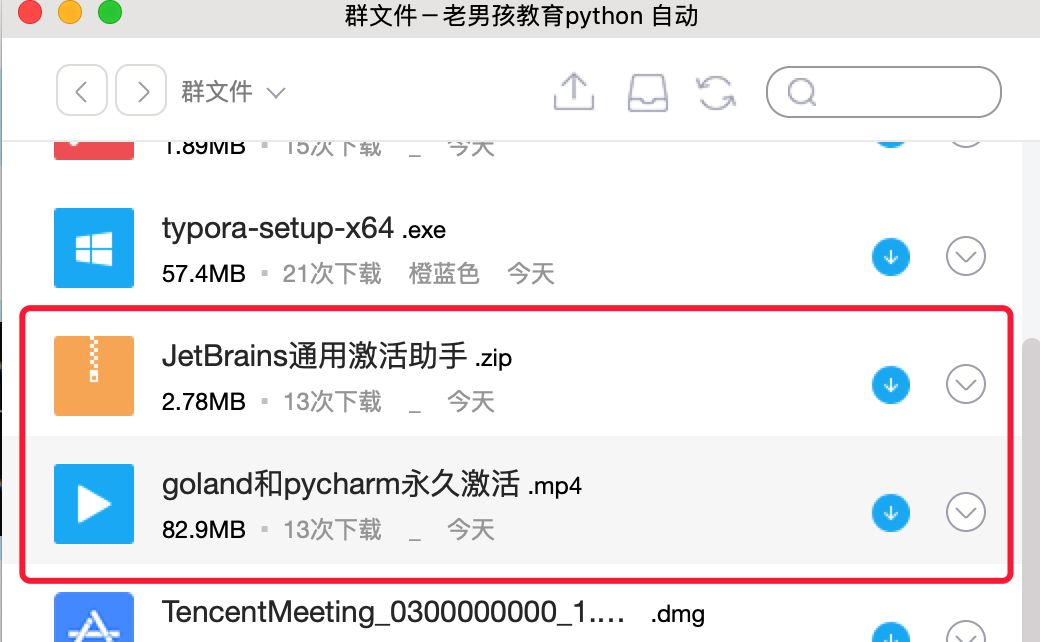 群文件－老男孩教育python 自动
群文件
1.89MB 15次下载 _ 今天
typora-setup-x64 .exe
57.4MB 21次下载 橙蓝色 今天
JetBrains通用激活助手 .zip
2.78MB 13次下载 _ 今天
goland和pycharm永久激活 .mp4
82.9MB 13次下载 _ 今天
TencentMeeting_0300000000_1.... .dmg